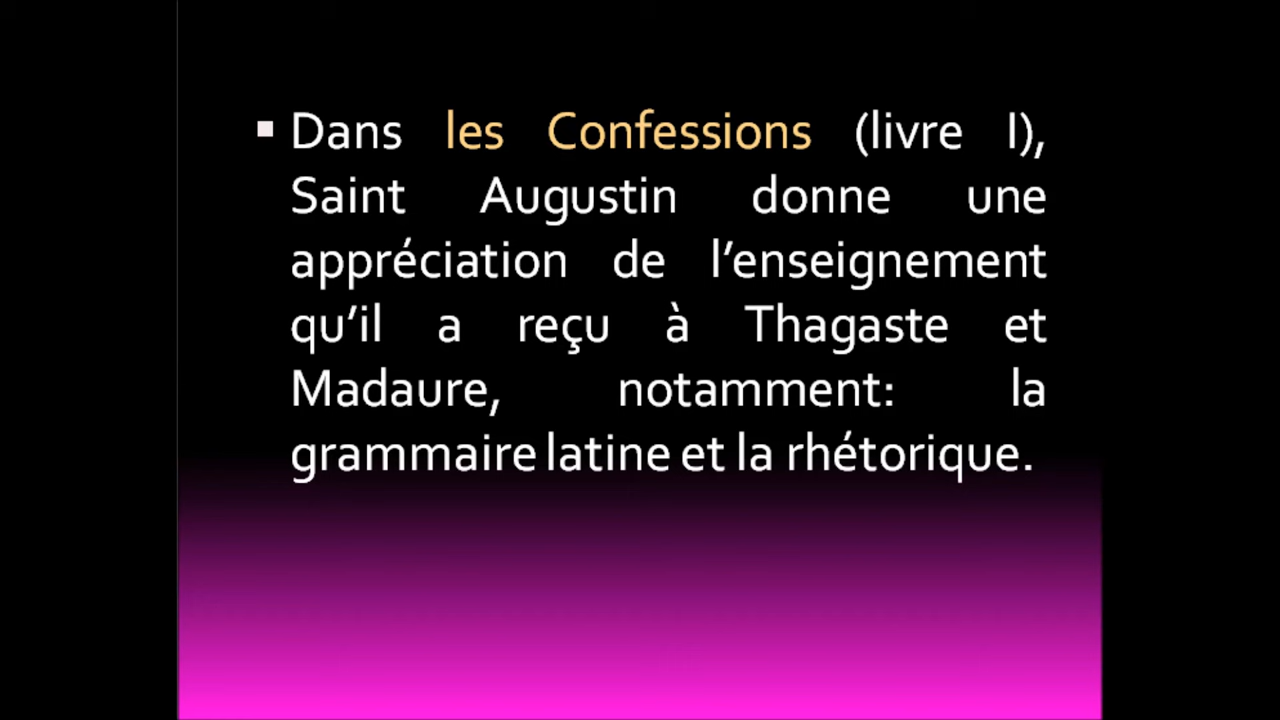 ▪ Dans les Confessions (livre I),
Saint Augustin donne une
appréciation de l’enseignement
qu’il a reçu à Thagaste et
Madaure, notamment: la
grammaire latine et la rhétorique.